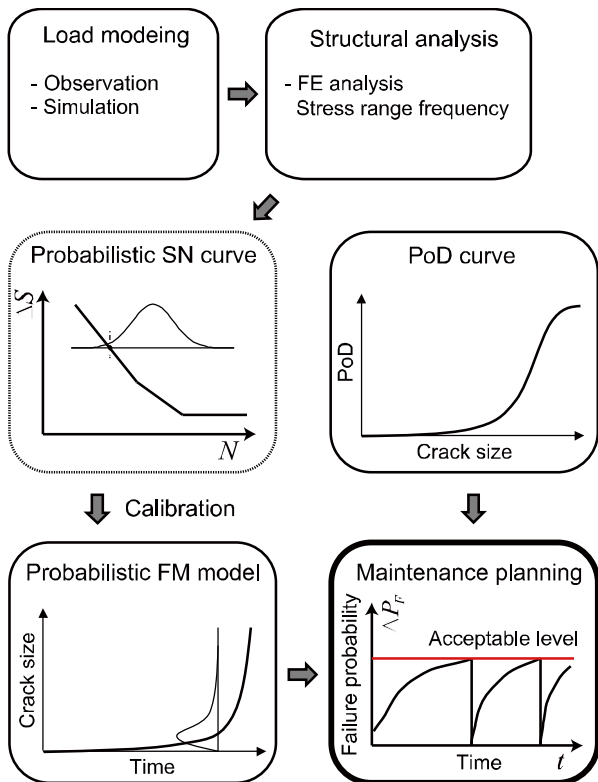 Load modeing
- Observation
- Simulation
Structural analysis
- FE analysis
Stress range frequency
Probabilistic SN curve
ΔS
N
PoD curve
PoD
Crack size
Calibration
Probabilistic FM model
Crack size
Time
Maintenance planning
Failure probability
ΔP_F
Acceptable level
Time
t